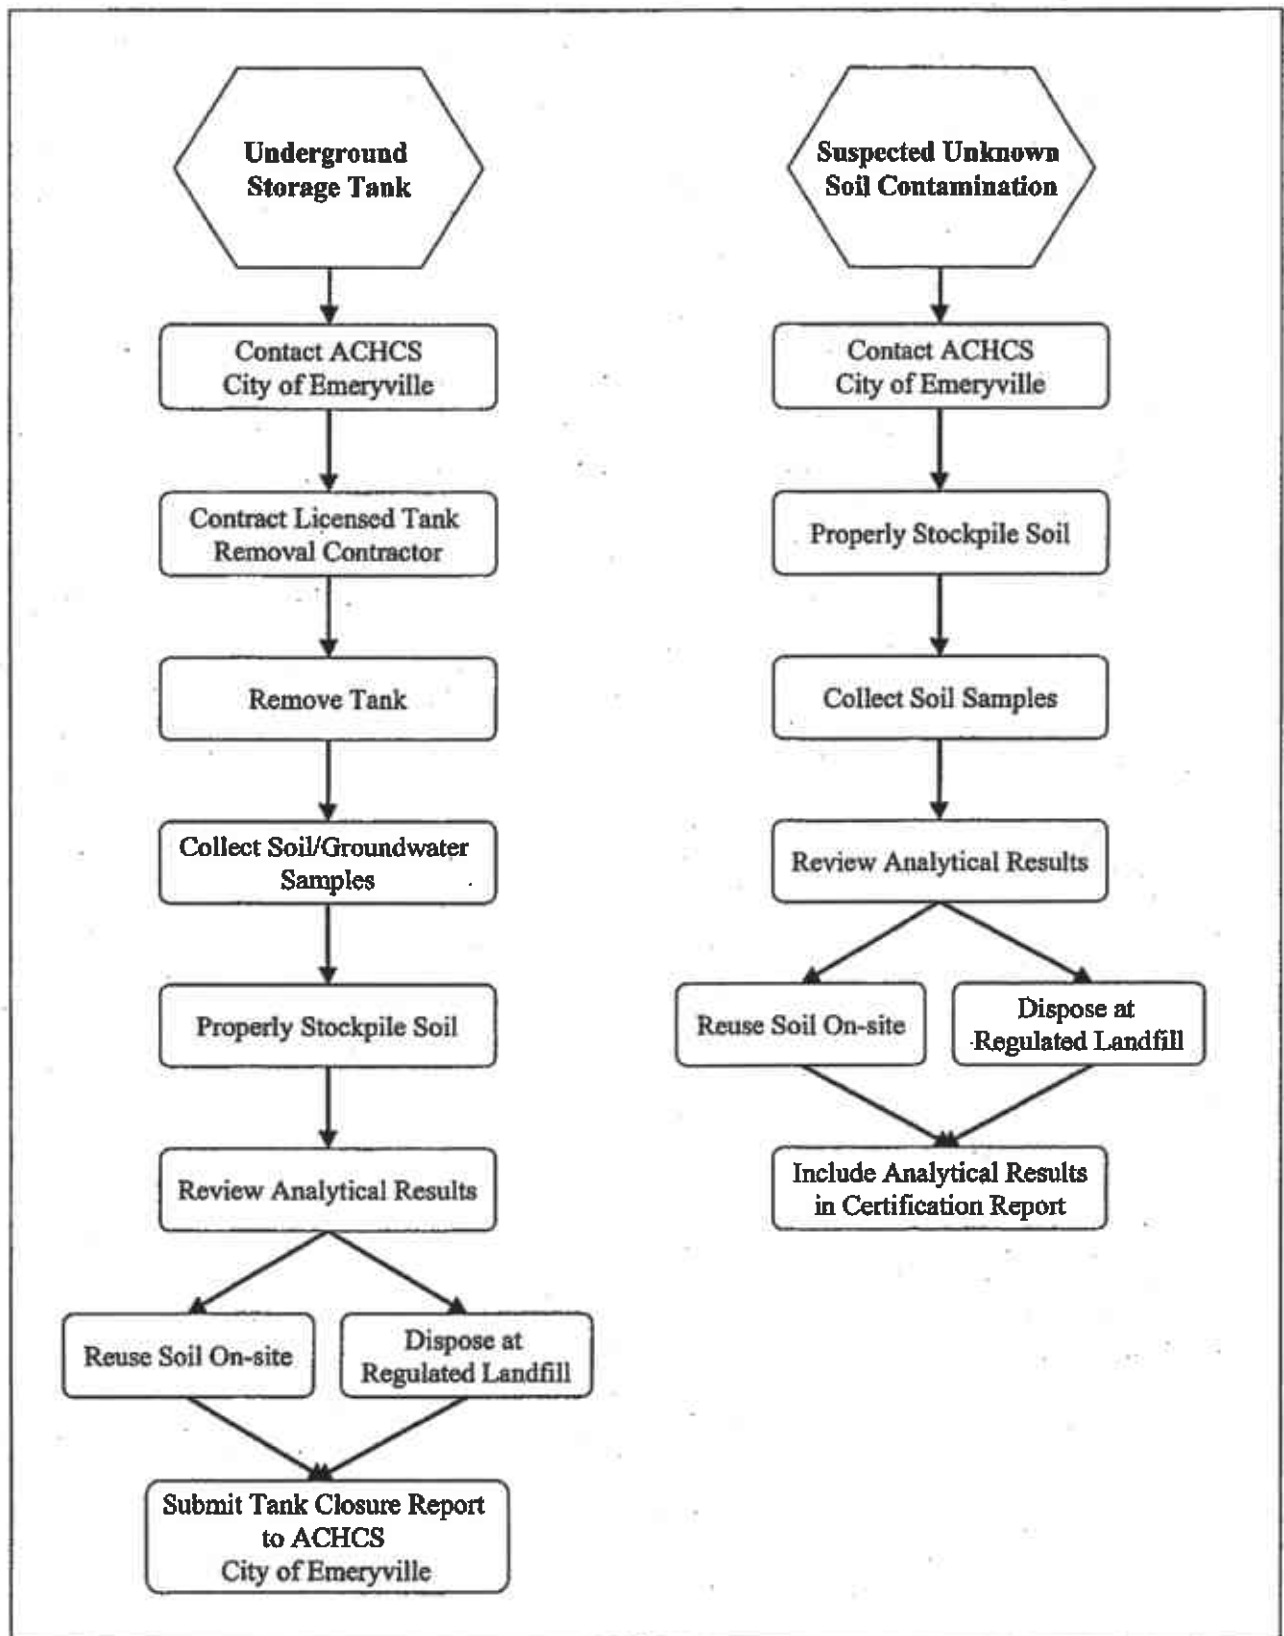 Underground
Storage Tank
Contact ACHCS
City of Emeryville
Contract Licensed Tank
Removal Contractor
Remove Tank
Collect Soil/Groundwater
Samples
Properly Stockpile Soil
Review Analytical Results
Reuse Soil On-site
Dispose at
Regulated Landfill
Submit Tank Closure Report
to ACHCS
City of Emeryville
Suspected Unknown
Soil Contamination
Contact ACHCS
City of Emeryville
Properly Stockpile Soil
Collect Soil Samples
Review Analytical Results
Reuse Soil On-site
Dispose at
Regulated Landfill
Include Analytical Results
in Certification Report